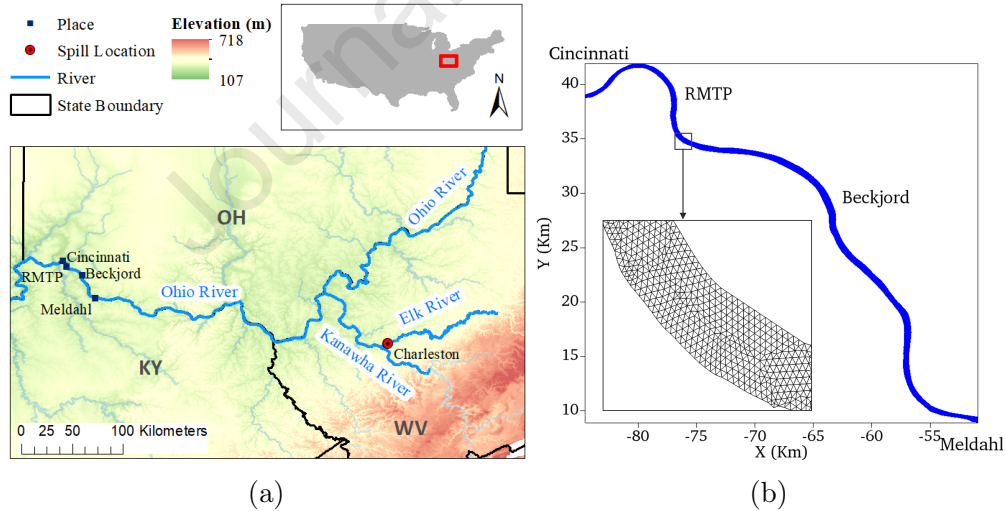 Place
Spill Location
River
State Boundary
Elevation (m)
718
107
N
Journa
Ohio River
OH
Cincinnati
RMTP
Beckjord
Meldahl
Ohio River
Elk River
Kanawha River
Charleston
KY
WV
0 25 50 100 Kilometers
(a)
Cincinnati
RMTP
Beckjord
Meldahl
Y (Km)
40
35
30
25
20
15
10
-80 -75 -70 -65 -60 -55
X (Km)
(b)